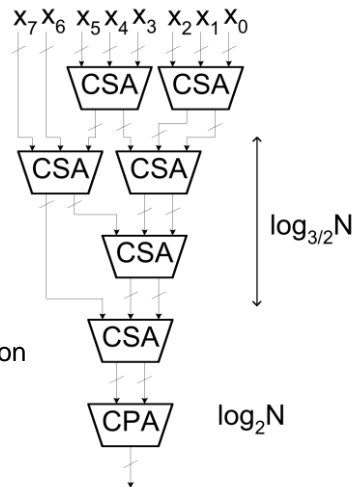 x₇ x₆ x₅ x₄ x₃ x₂ x₁ x₀
CSA CSA
CSA CSA
log₃/₂N
CSA
CSA
on
CPA log₂N